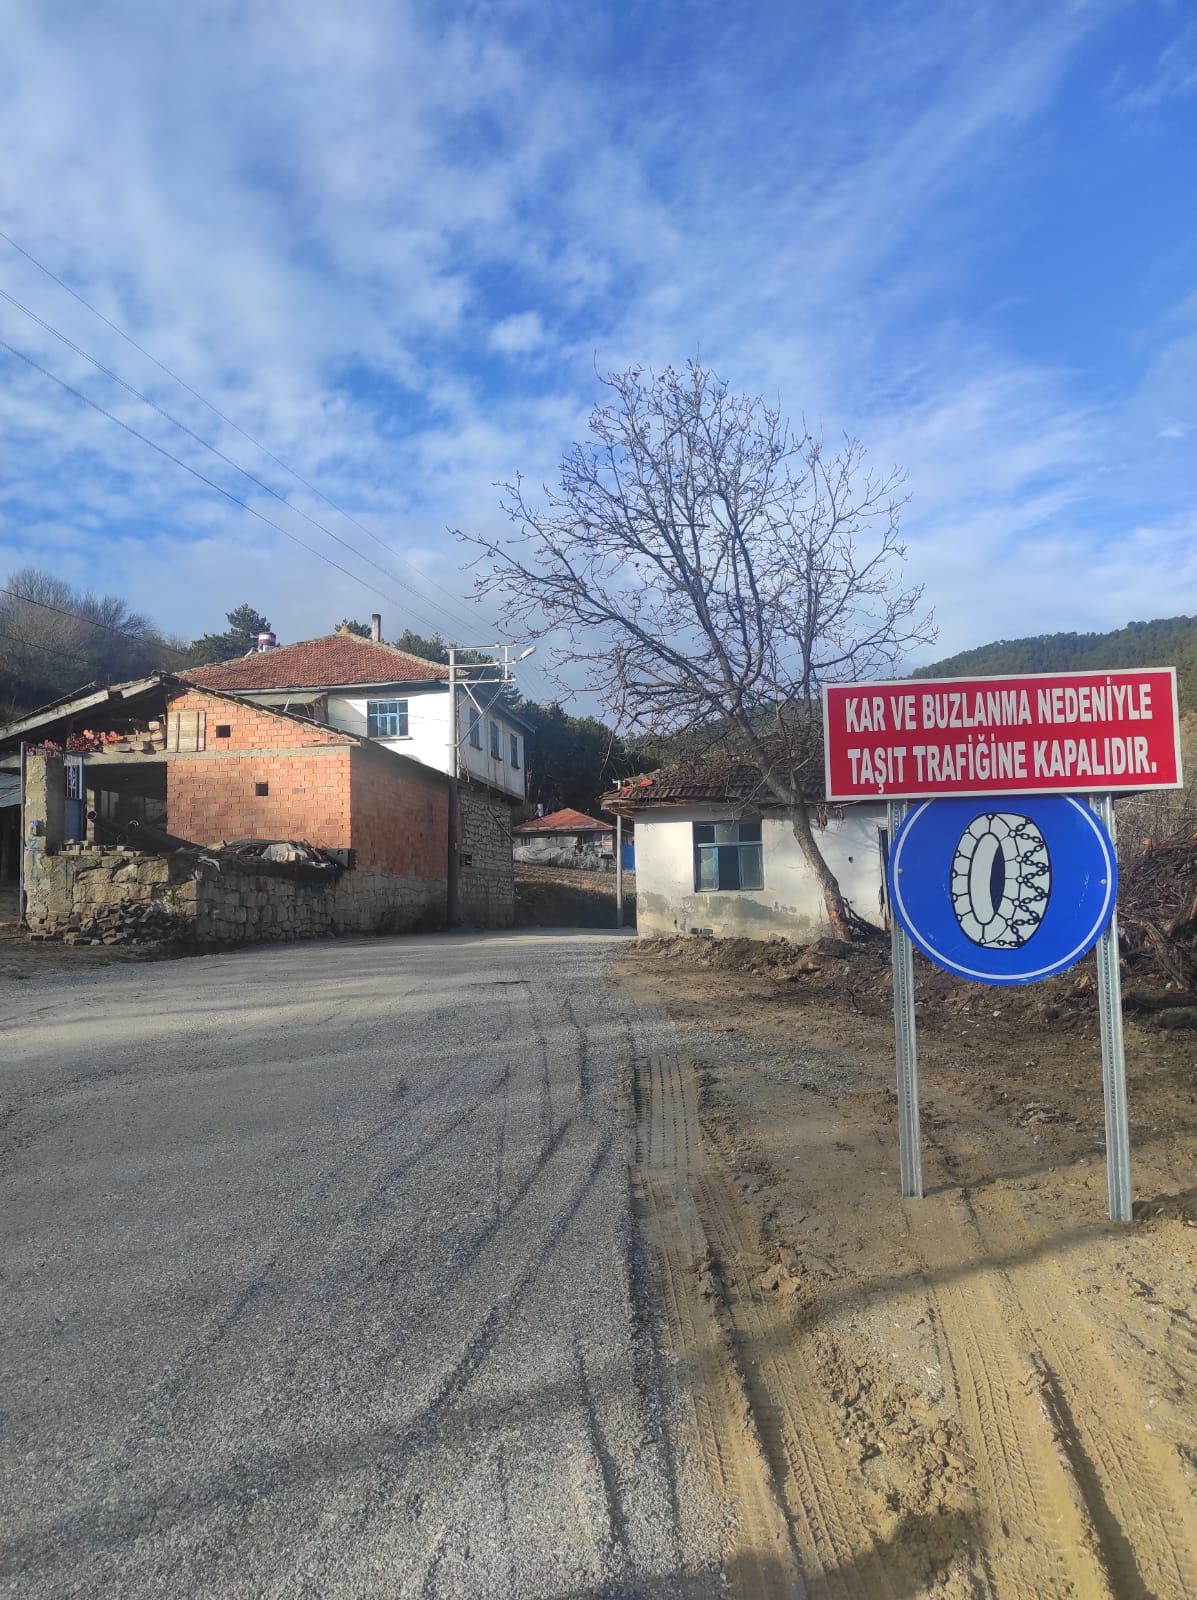 KAR VE BUZLANMA NEDENİYLE
TAŞIT TRAFİĞİNE KAPALIDIR.